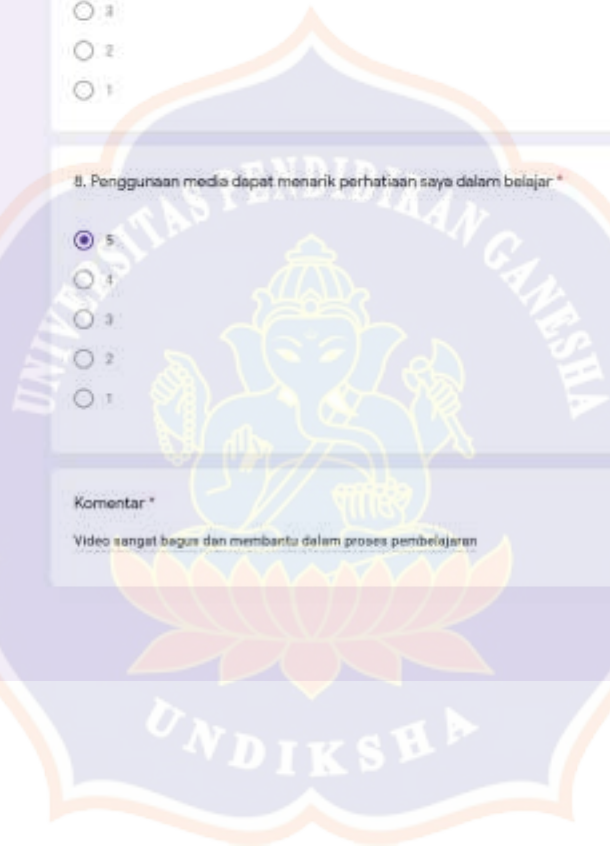 3
2
1
8. Penggunaan media dapat menarik perhatiaan saya dalam belajar *
5
4
3
2
1
Komentar *
Video sangat bagus dan membantu dalam proses pembelajaran
UNIVERSITAS PENDIDIKAN GANESHA
UNDIKSHA